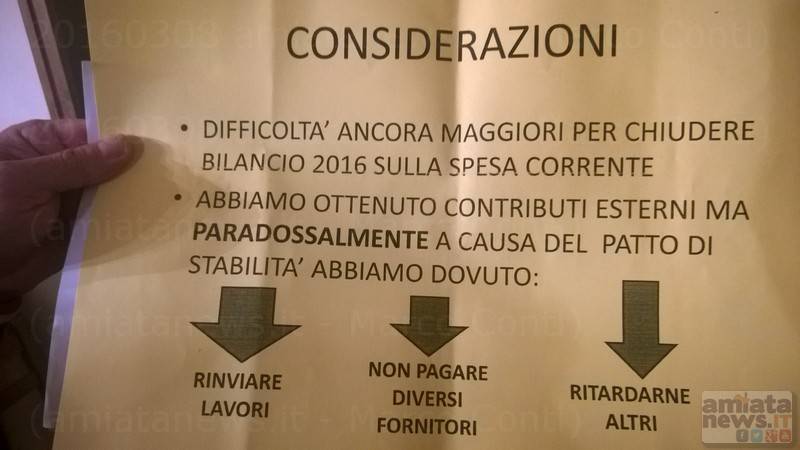 CONSIDERAZIONI
• DIFFICOLTA' ANCORA MAGGIORI PER CHIUDERE
BILANCIO 2016 SULLA SPESA CORRENTE
• ABBIAMO OTTENUTO CONTRIBUTI ESTERNI MA
PARADOSSALMENTE A CAUSA DEL PATTO DI
STABILITA' ABBIAMO DOVUTO:
RINVIARE
LAVORI
NON PAGARE
DIVERSI
FORNITORI
RITARDARNE
ALTRI
amiata
news.it